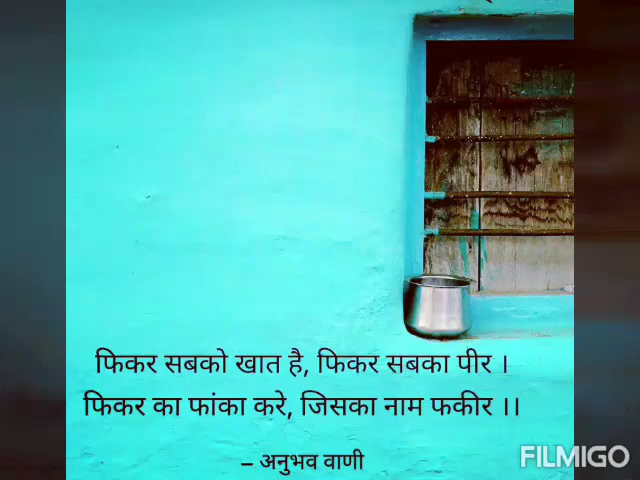 फिकर सबको खात है, फिकर सबका पीर ।
फिकर का फांका करे, जिसका नाम फकीर ।।
– अनुभव वाणी
FILMIGO